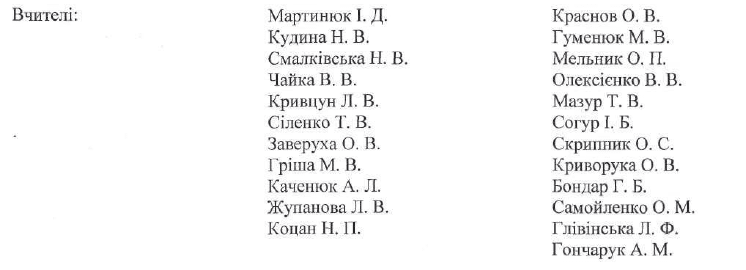 Вчителі:
Мартинюк І. Д.
Кудина Н. В.
Смалківська Н. В.
Чайка В. В.
Кривцун Л. В.
Сіленко Т. В.
Заверуха О. В.
Гріша М. В.
Каченюк А. Л.
Жупанова Л. В.
Коцан Н. П.
Краснов О. В.
Гуменюк М. В.
Мельник О. П.
Олексієнко В. В.
Мазур Т. В.
Согур І. Б.
Скрипник О. С.
Криворука О. В.
Бондар Г. Б.
Самойленко О. М.
Глівінська Л. Ф.
Гончарук А. М.